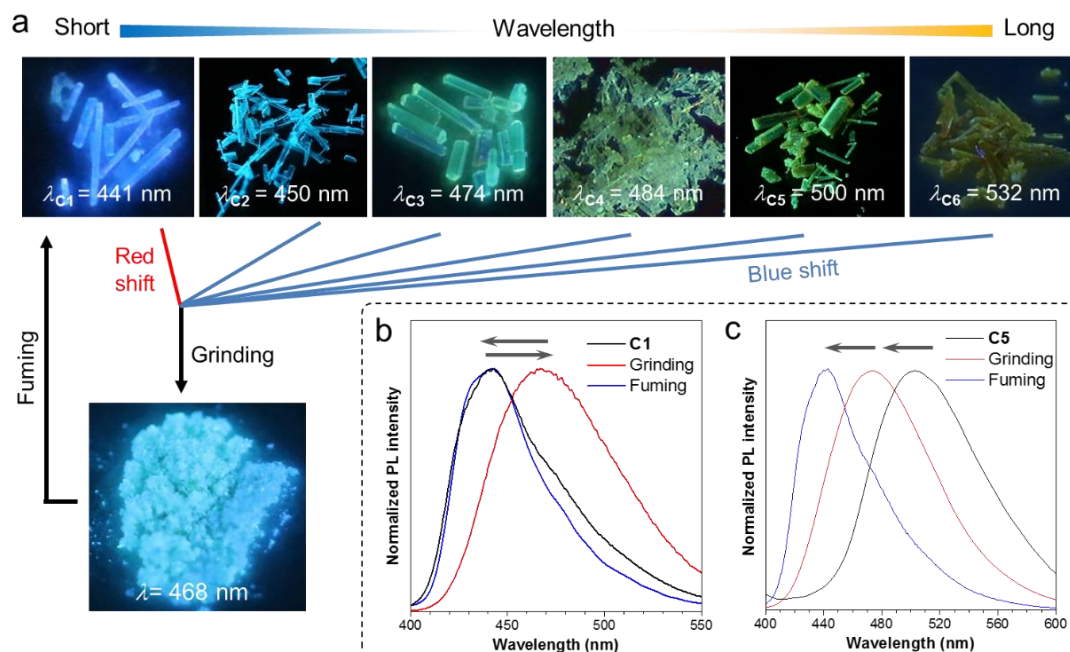 a
Short Wavelength Long
λC1 = 441 nm
λC2 = 450 nm
λC3 = 474 nm
λC4 = 484 nm
λC5 = 500 nm
λC6 = 532 nm
Red
shift
Blue shift
Fuming
Grinding
λ= 468 nm
b
C1
Grinding
Fuming
Normalized PL intensity
400 450 500 550
Wavelength (nm)
c
C5
Grinding
Fuming
Normalized PL intensity
400 440 480 520 560 600
Wavelength (nm)